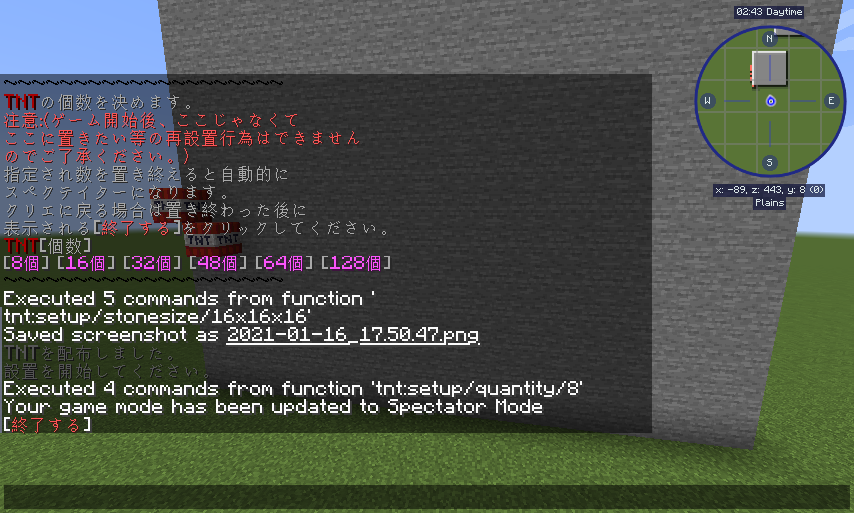 02:43 Daytime
N
W
E
S
x: -89, z: 443, y: 8 (0)
Plains
~~~~~~~~~~~~~~~~~~~~~~~~~~~~
TNTの個数を決めます。
注意:(ゲーム開始後、ここじゃなくて
ここに置きたい等の再設置行為はできません
のでご了承ください。)
指定され数を置き終えると自動的に
スペクテイターになります。
クリエに戻る場合は置き終わった後に
表示される[終了する]をクリックしてください。
TNT[個数]
[8個] [16個] [32個] [48個] [64個] [128個]
~~~~~~~~~~~~~~~~~~~~~~~~~~~~
Executed 5 commands from function '
tnt:setup/stonesize/16x16x16'
Saved screenshot as 2021-01-16_17.50.47.png
TNTを配布しました。
設置を開始してください。
Executed 4 commands from function 'tnt:setup/quantity/8'
Your game mode has been updated to Spectator Mode
[終了する]
TNT TNT